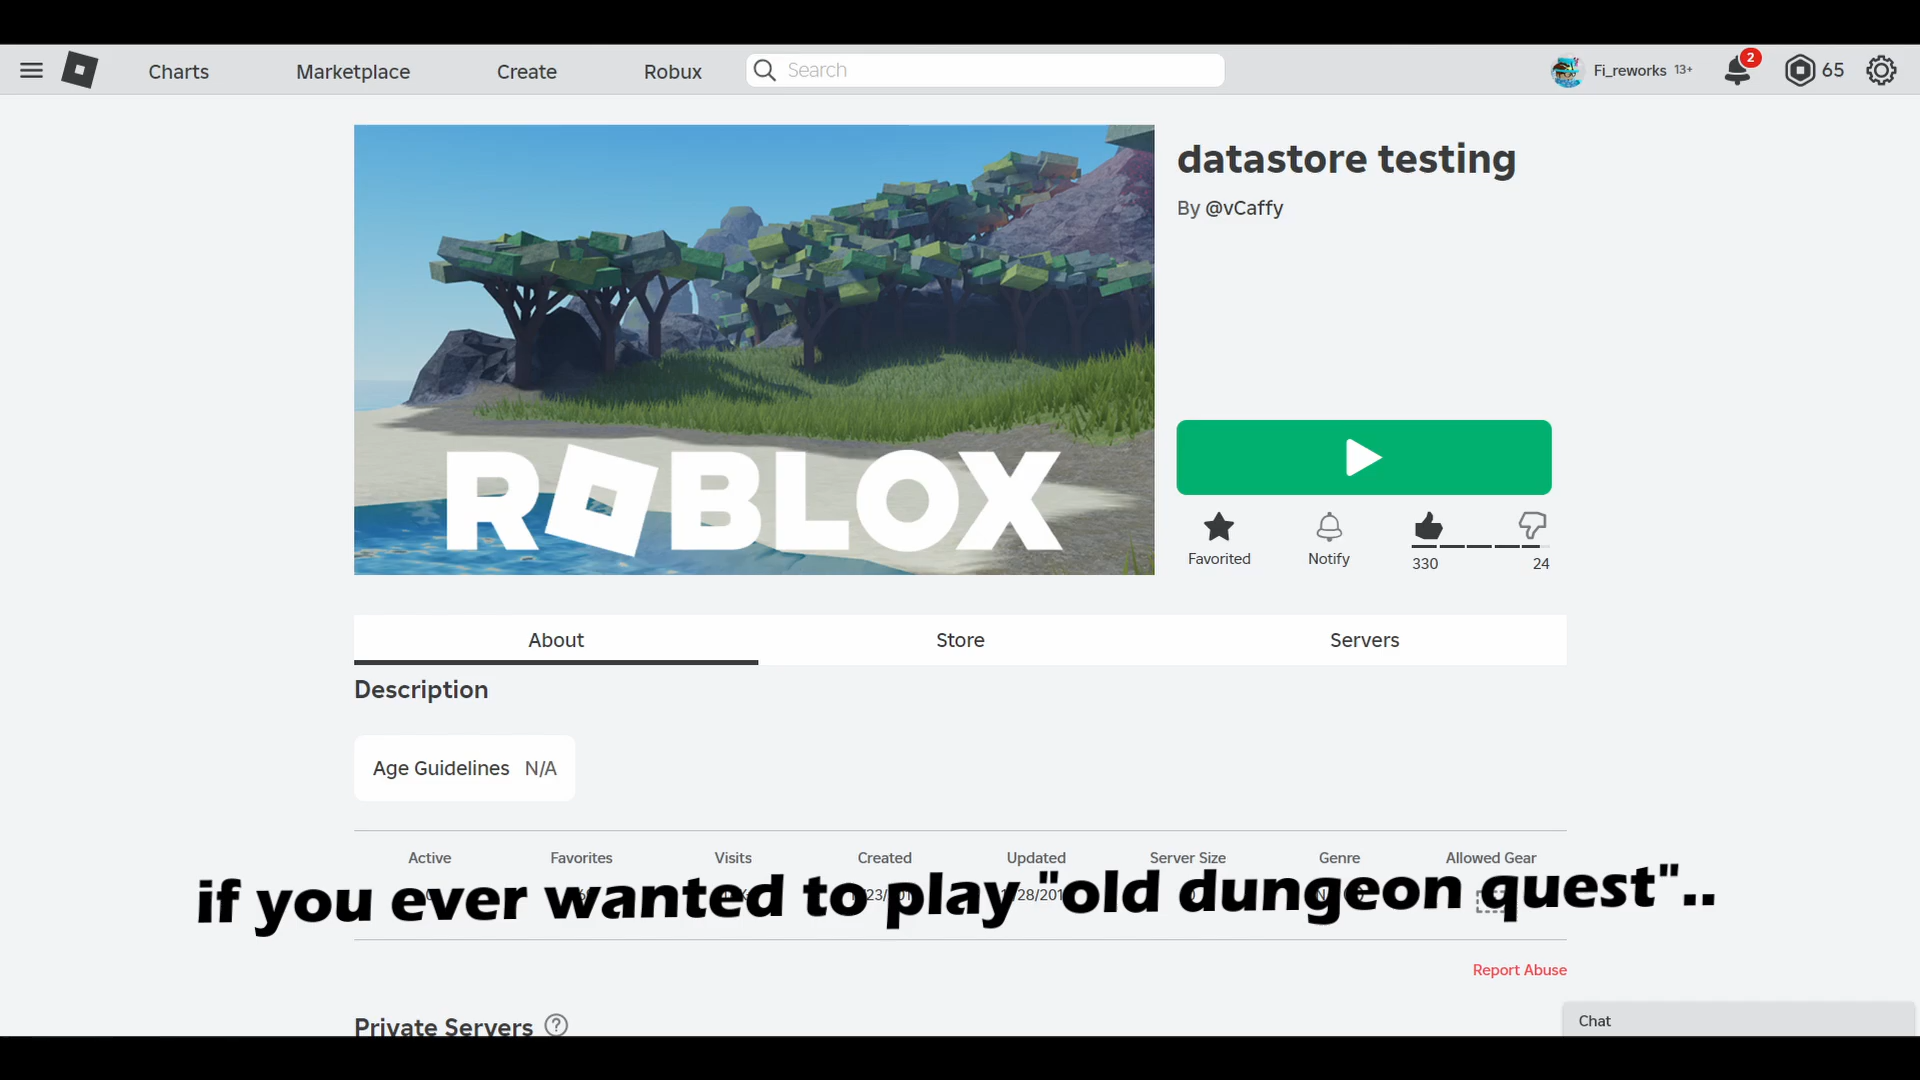 Charts Marketplace Create Robux Search Fi_reworks 13+ 2 65
datastore testing
By @vCaffy
ROBLOX
Favorited Notify 330 24
About Store Servers
Description
Age Guidelines N/A
Active Favorites Visits Created Updated Server Size Genre Allowed Gear
if you ever wanted to play "old dungeon quest"..
Report Abuse
Private Servers ?
Chat